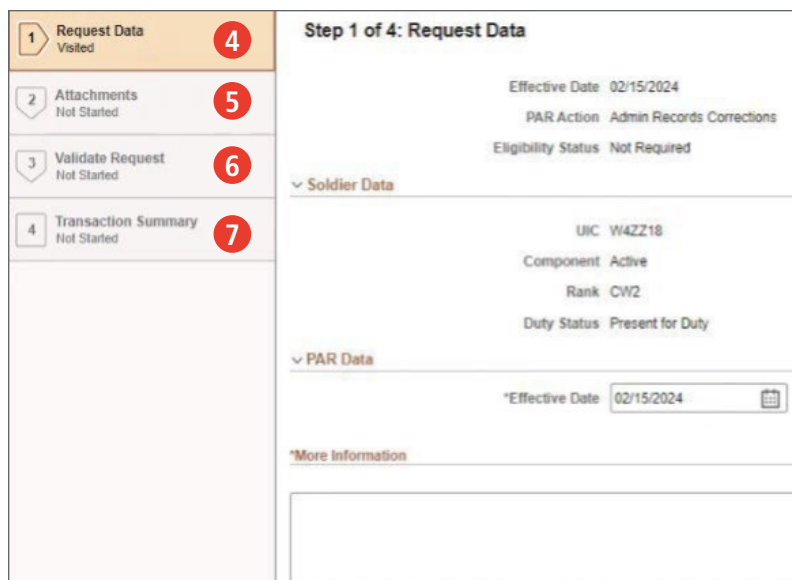 1 Request Data
Visited
4
2 Attachments
Not Started
5
3 Validate Request
Not Started
6
4 Transaction Summary
Not Started
7
Step 1 of 4: Request Data
Effective Date 02/15/2024
PAR Action Admin Records Corrections
Eligibility Status Not Required
Soldier Data
UIC W4ZZ18
Component Active
Rank CW2
Duty Status Present for Duty
PAR Data
*Effective Date 02/15/2024
*More Information